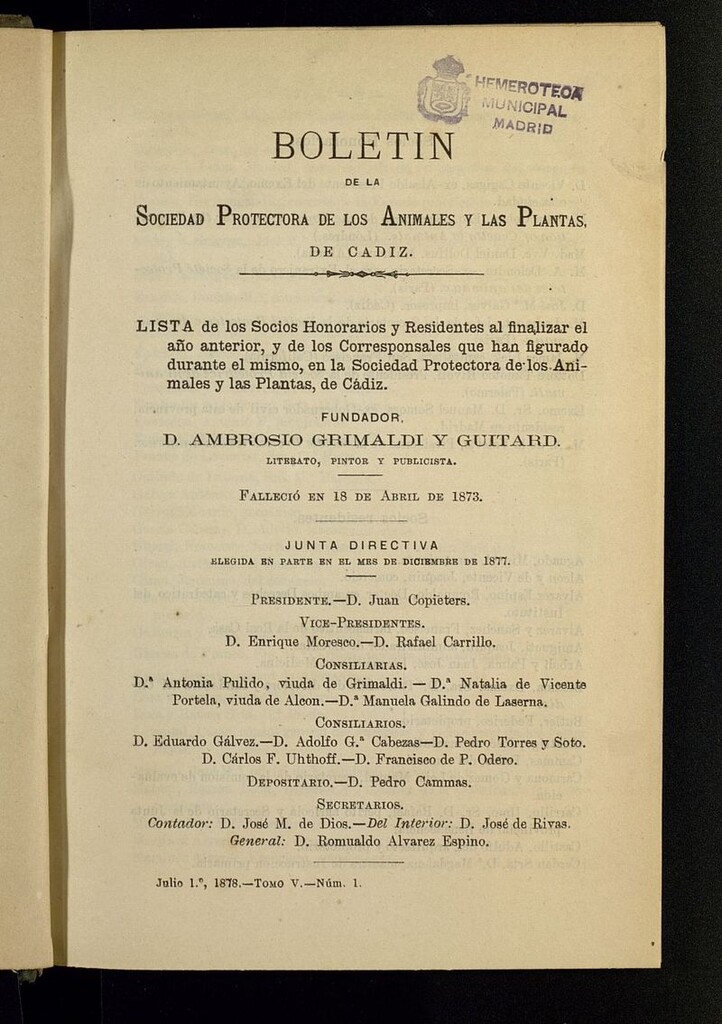 HEMEROTECA
MUNICIPAL
MADRID
BOLETIN
DE LA
SOCIEDAD PROTECTORA DE LOS ANIMALES Y LAS PLANTAS,
DE CADIZ.
LISTA de los Socios Honorarios y Residentes al finalizar el
año anterior, y de los Corresponsales que han figurado
durante el mismo, en la Sociedad Protectora de los Ani-
males y las Plantas, de Cádiz.
FUNDADOR,
D. AMBROSIO GRIMALDI Y GUITARD.
LITERATO, PINTOR Y PUBLICISTA.
FALLECIÓ EN 18 DE ABRIL DE 1873.
JUNTA DIRECTIVA
ELEGIDA EN PARTE EN EL MES DE DICIEMBRE DE 1877.
PRESIDENTE.—D. Juan Copieters.
VICE-PRESIDENTES.
D. Enrique Moresco.—D. Rafael Carrillo.
CONSILIARIAS.
D.ª Antonia Pulido, viuda de Grimaldi. — D.ª Natalia de Vicente
Portela, viuda de Alcon.—D.ª Manuela Galindo de Laserna.
CONSILIARIOS.
D. Eduardo Gálvez.—D. Adolfo G.ª Cabezas—D. Pedro Torres y Soto.
D. Cárlos F. Uhthoff.—D. Francisco de P. Odero.
DEPOSITARIO.—D. Pedro Cammas.
SECRETARIOS.
Contador: D. José M. de Dios.—Del Interior: D. José de Rivas.
General: D. Romualdo Alvarez Espino.
Julio 1.º, 1878.—TOMO V.—Núm. 1.